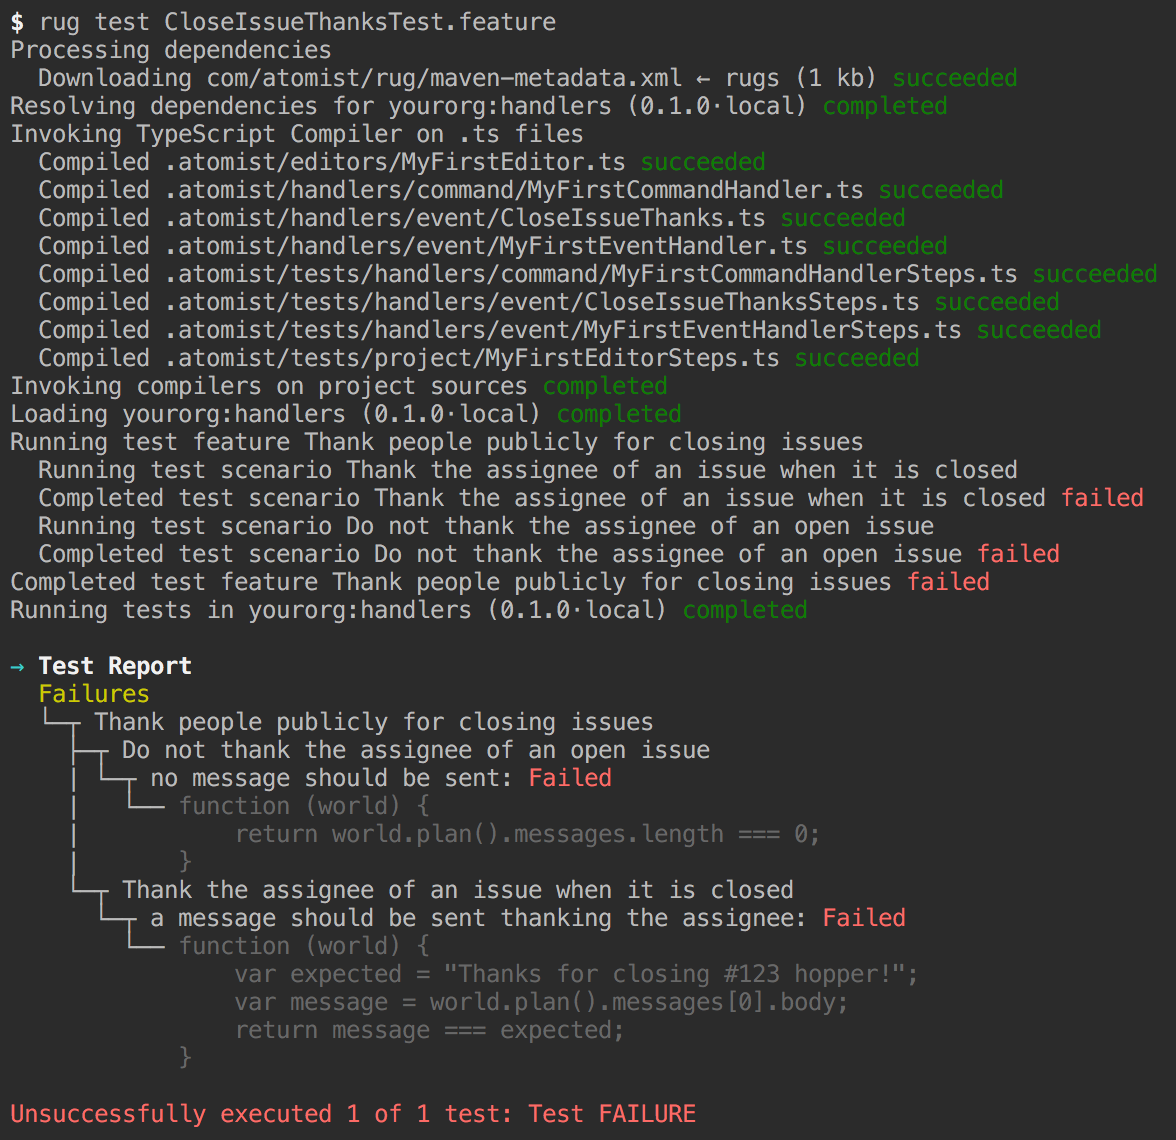 $ rug test CloseIssueThanksTest.feature
Processing dependencies
  Downloading com/atomist/rug/maven-metadata.xml ← rugs (1 kb) succeeded
Resolving dependencies for yourorg:handlers (0.1.0·local) completed
Invoking TypeScript Compiler on .ts files
  Compiled .atomist/editors/MyFirstEditor.ts succeeded
  Compiled .atomist/handlers/command/MyFirstCommandHandler.ts succeeded
  Compiled .atomist/handlers/event/CloseIssueThanks.ts succeeded
  Compiled .atomist/handlers/event/MyFirstEventHandler.ts succeeded
  Compiled .atomist/tests/handlers/command/MyFirstCommandHandlerSteps.ts succeeded
  Compiled .atomist/tests/handlers/event/CloseIssueThanksSteps.ts succeeded
  Compiled .atomist/tests/handlers/event/MyFirstEventHandlerSteps.ts succeeded
  Compiled .atomist/tests/project/MyFirstEditorSteps.ts succeeded
Invoking compilers on project sources completed
Loading yourorg:handlers (0.1.0·local) completed
Running test feature Thank people publicly for closing issues
  Running test scenario Thank the assignee of an issue when it is closed
  Completed test scenario Thank the assignee of an issue when it is closed failed
  Running test scenario Do not thank the assignee of an open issue
  Completed test scenario Do not thank the assignee of an open issue failed
Completed test feature Thank people publicly for closing issues failed
Running tests in yourorg:handlers (0.1.0·local) completed

→ Test Report
  Failures
  └─┬ Thank people publicly for closing issues
    ├─┬ Do not thank the assignee of an open issue
    | └─┬ no message should be sent: Failed
    |   └── function (world) {
    |           return world.plan().messages.length === 0;
    |       }
    └─┬ Thank the assignee of an issue when it is closed
      └─┬ a message should be sent thanking the assignee: Failed
        └── function (world) {
                var expected = "Thanks for closing #123 hopper!";
                var message = world.plan().messages[0].body;
                return message === expected;
            }

Unsuccessfully executed 1 of 1 test: Test FAILURE